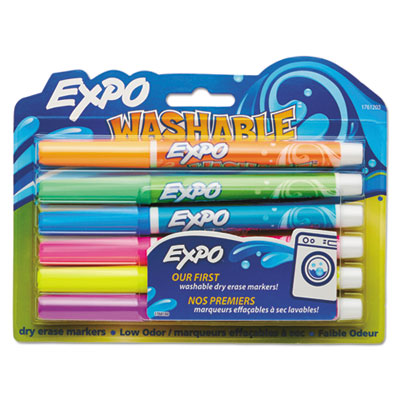 EXPO
1761207
WASHABLE
EXPO
EXPO
EXPO
EXPO
OUR FIRST
washable dry erase markers!
NOS PREMIERS
marqueurs effaçables à sec lavables!
dry erase markers • Low Odor / marqueurs effaçables à sec • Faible Odeur